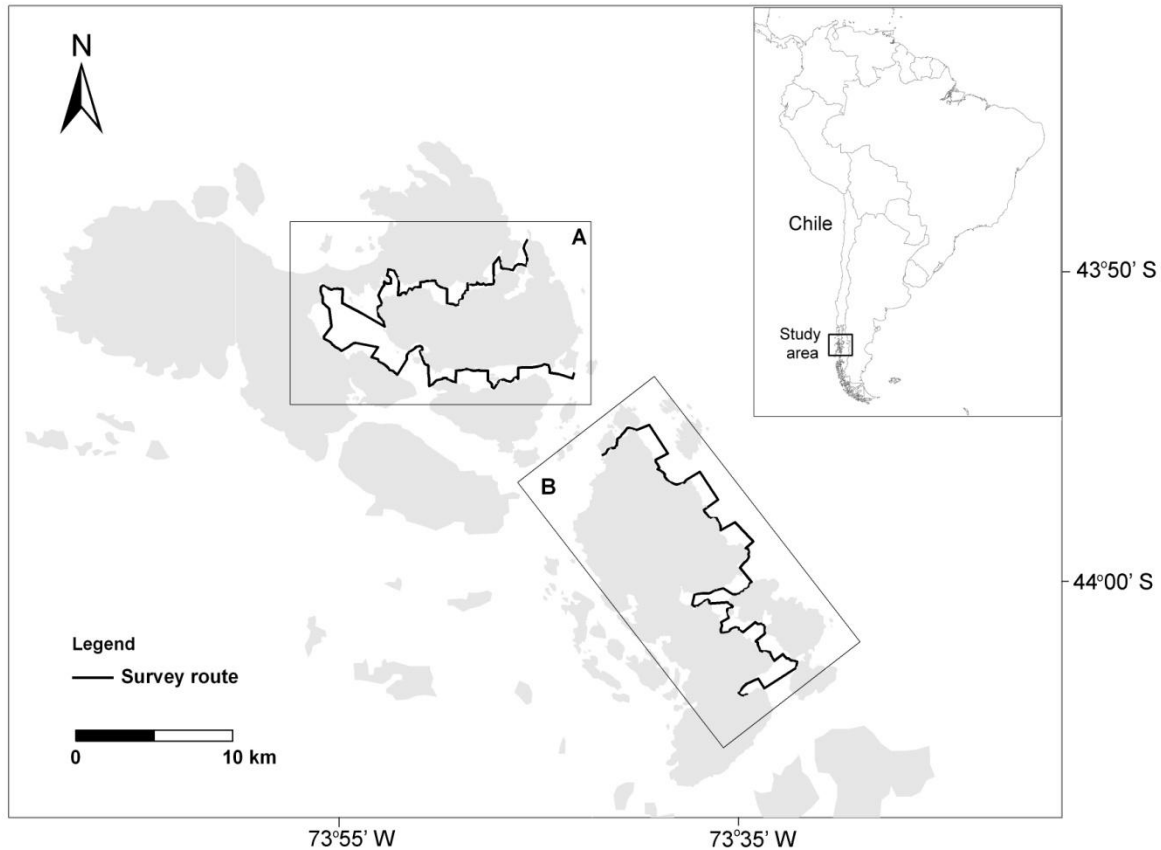 N
A
Chile
43°50' S
Study
area
B
44°00' S
Legend
Survey route
0 10 km
73°55' W
73°35' W